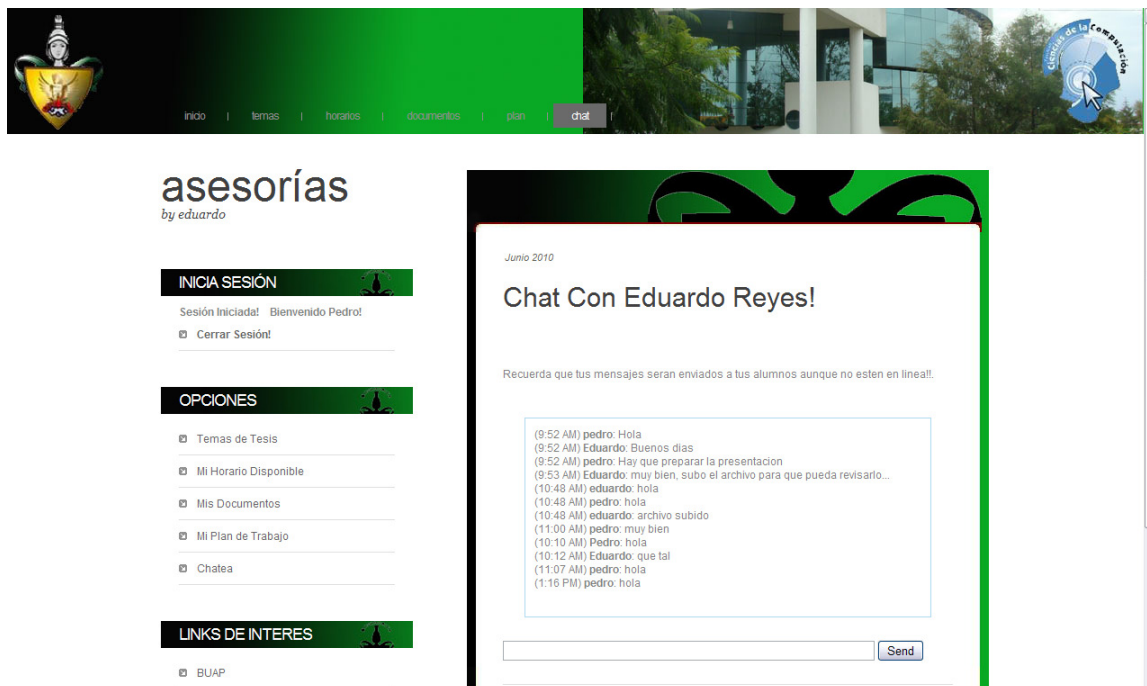 Ciencias de la Computación
inicio | temas | horarios | documentos | plan | chat |
asesorías
by eduardo
INICIA SESIÓN
Sesión Iniciada! Bienvenido Pedro!
Cerrar Sesión!
OPCIONES
Temas de Tesis
Mi Horario Disponible
Mis Documentos
Mi Plan de Trabajo
Chatea
LINKS DE INTERES
BUAP
Junio 2010
Chat Con Eduardo Reyes!
Recuerda que tus mensajes seran enviados a tus alumnos aunque no esten en linea!!.
(9:52 AM) pedro: Hola
(9:52 AM) Eduardo: Buenos dias
(9:52 AM) pedro: Hay que preparar la presentacion
(9:53 AM) Eduardo: muy bien, subo el archivo para que pueda revisarlo...
(10:48 AM) eduardo: hola
(10:48 AM) pedro: hola
(10:48 AM) eduardo: archivo subido
(11:00 AM) pedro: muy bien
(10:10 AM) Pedro: hola
(10:12 AM) Eduardo: que tal
(11:07 AM) pedro: hola
(1:16 PM) pedro: hola
Send